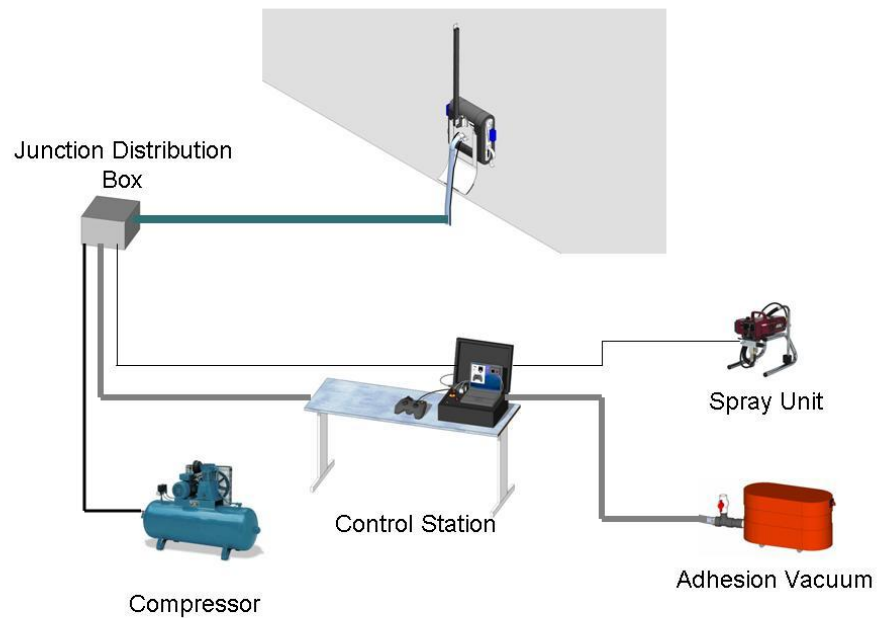 Junction Distribution
Box
Spray Unit
Control Station
Adhesion Vacuum
Compressor